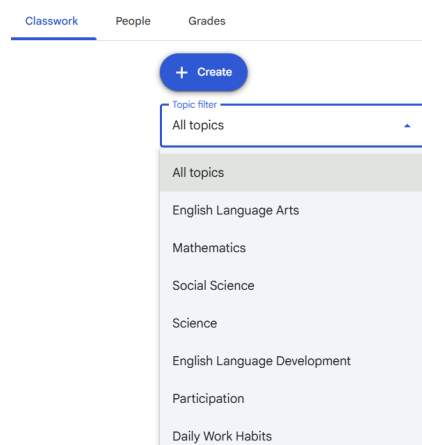 Classwork People Grades
+ Create
Topic filter
All topics
All topics
English Language Arts
Mathematics
Social Science
Science
English Language Development
Participation
Daily Work Habits